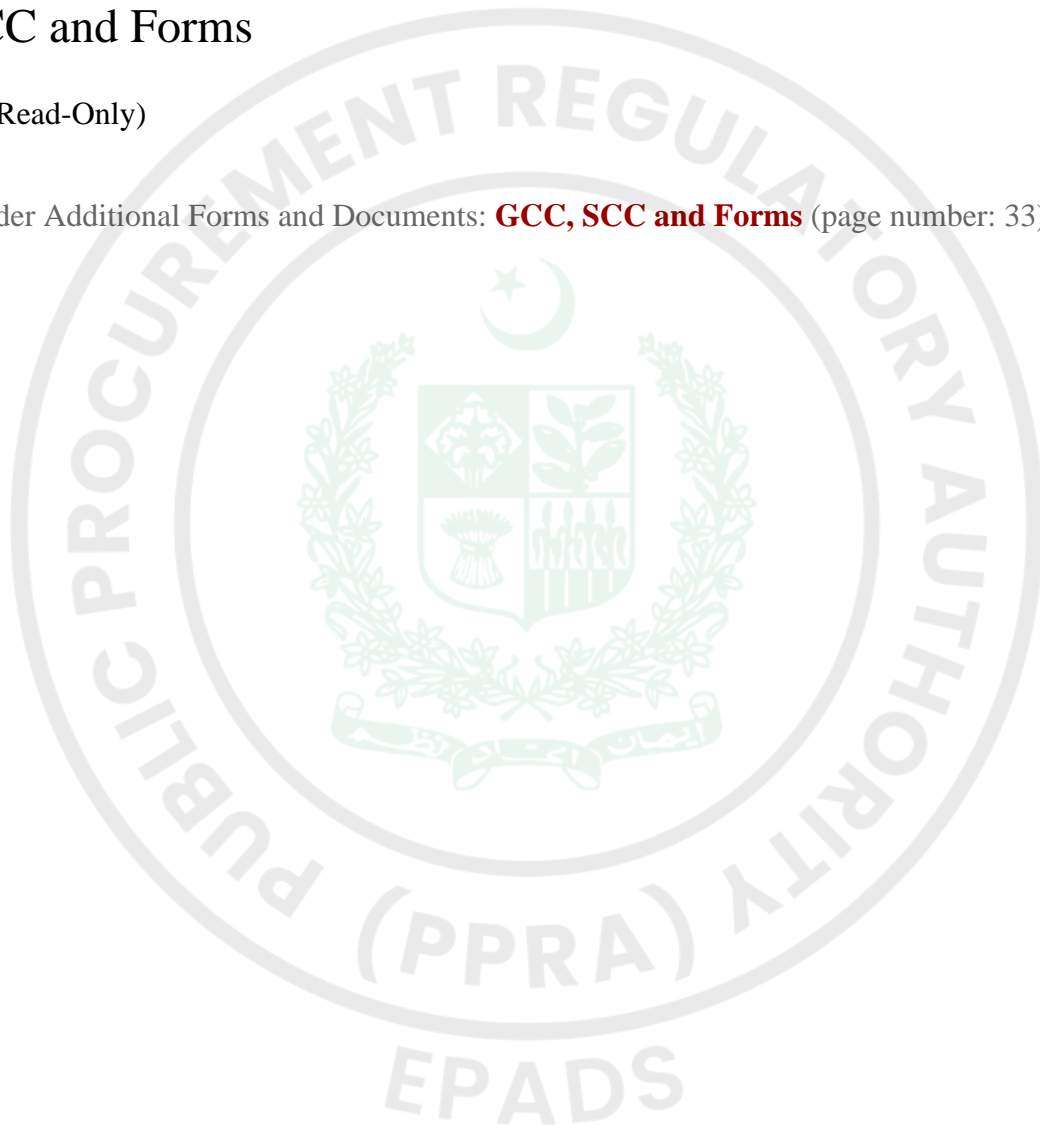 CC and Forms
Read-Only)
der Additional Forms and Documents: GCC, SCC and Forms (page number: 33)
PUBLIC PROCUREMENT REGULATORY AUTHORITY
(PPRA)
EPADS